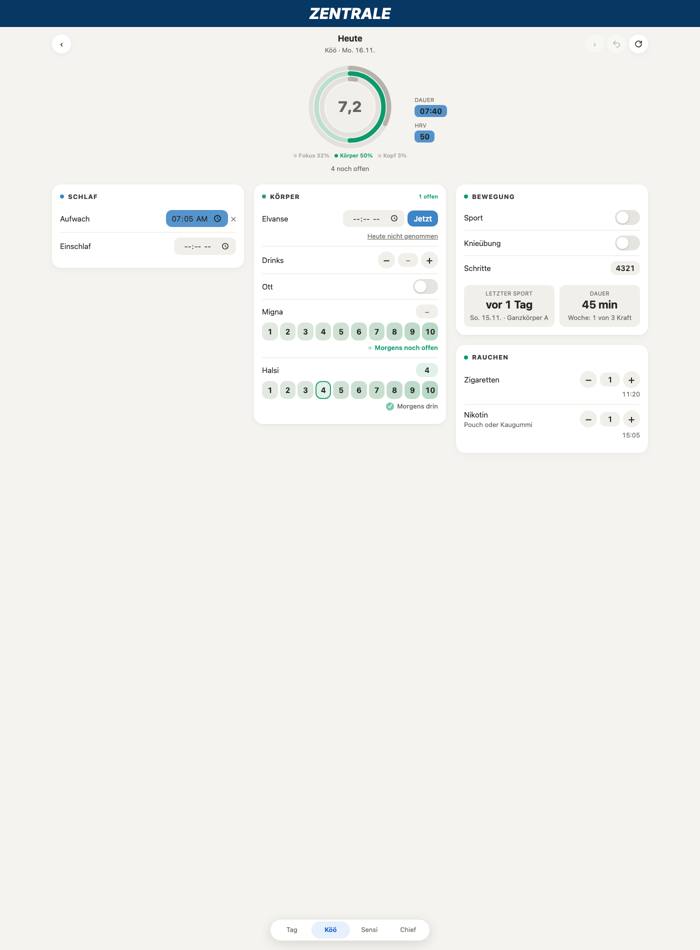 ZENTRALE
Heute
Köö · Mo. 16.11.
7,2
DAUER
07:40
HRV
50
Fokus 32% Körper 50% Kopf 3%
4 noch offen
SCHLAF
Aufwach 07:05 AM ×
Einschlaf --:-- --
KÖRPER 1 offen
Elvanse --:-- -- Jetzt
Heute nicht genommen
Drinks − – +
Ott
Migna –
1 2 3 4 5 6 7 8 9 10
Morgens noch offen
Halsi 4
1 2 3 4 5 6 7 8 9 10
Morgens drin
BEWEGUNG
Sport
Knieübung
Schritte 4321
LETZTER SPORT
vor 1 Tag
So. 15.11. · Ganzkörper A
DAUER
45 min
Woche: 1 von 3 Kraft
RAUCHEN
Zigaretten − 1 +
11:20
Nikotin − 1 +
Pouch oder Kaugummi
15:05
Tag Köö Sensi Chief